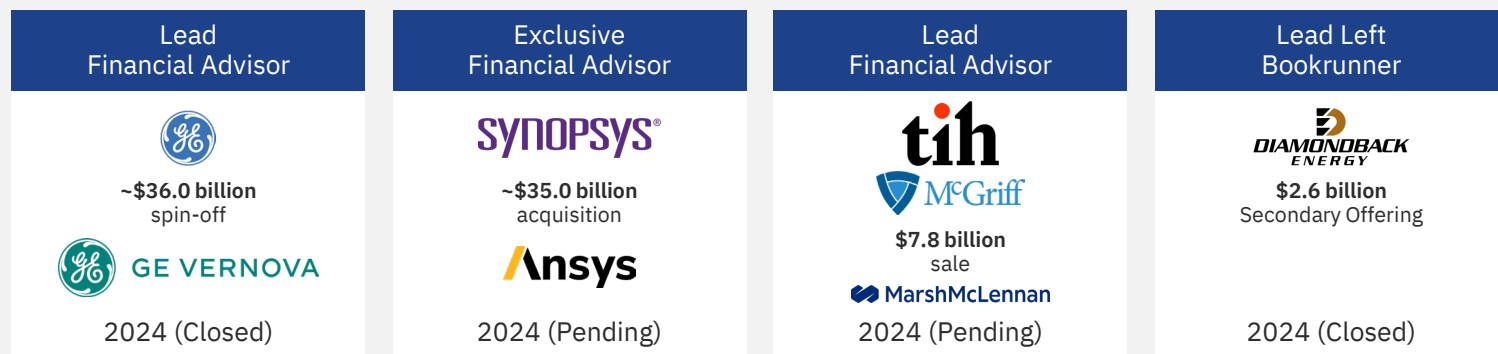 Lead
Financial Advisor
GE
~$36.0 billion
spin-off
GE
GE VERNOVA
2024 (Closed)
Exclusive
Financial Advisor
SYNOPSYS®
~$35.0 billion
acquisition
Ansys
2024 (Pending)
Lead
Financial Advisor
tih
McGriff
$7.8 billion
sale
MarshMcLennan
2024 (Pending)
Lead Left
Bookrunner
DIAMONDBACK
ENERGY
$2.6 billion
Secondary Offering
2024 (Closed)